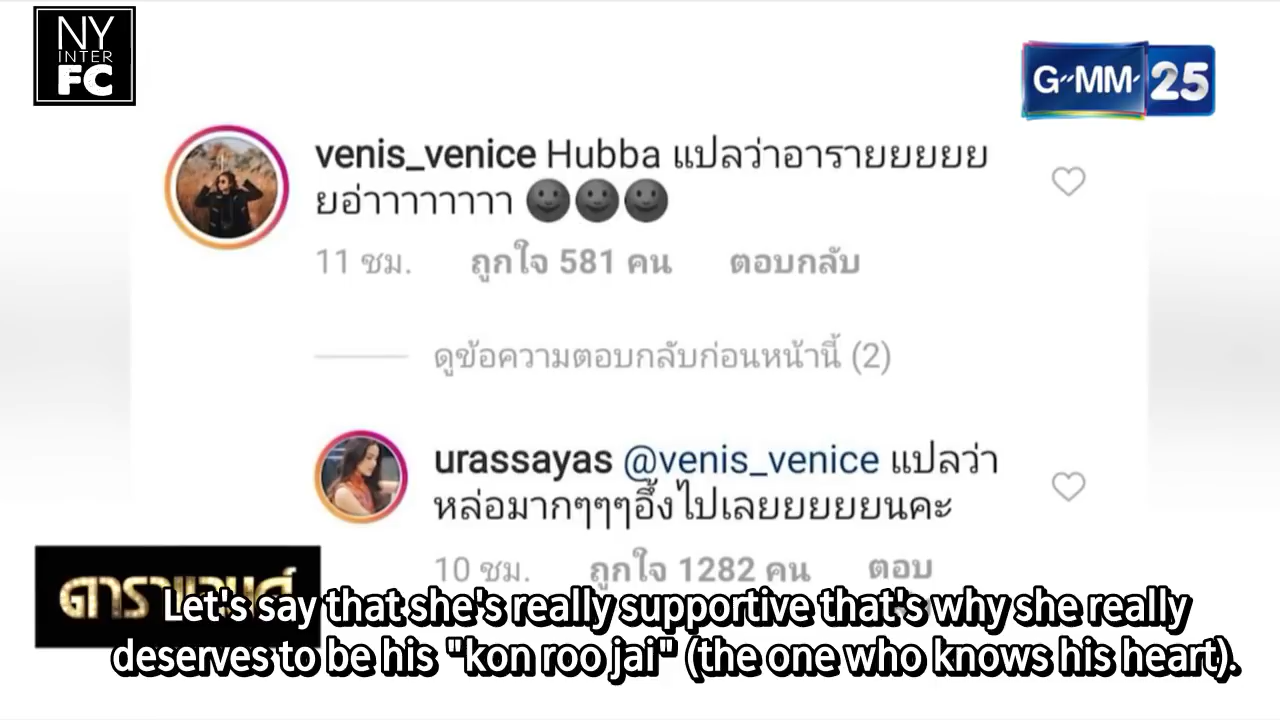 NY
INTER
FC
G-MM 25
venis_venice Hubba แปลว่าอารายยยยย
ยอ่าาาาาาาาา
11 ชม. ถูกใจ 581 คน ตอบกลับ
ดูข้อความตอบกลับก่อนหน้านี้ (2)
urassayas @venis_venice แปลว่า
หล่อมากๆๆๆอึ้งไปเลยยยยยนคะ
10 ชม. ถูกใจ 1282 คน ตอบ
Let's say that she's really supportive that's why she really
deserves to be his "kon roo jai" (the one who knows his heart).